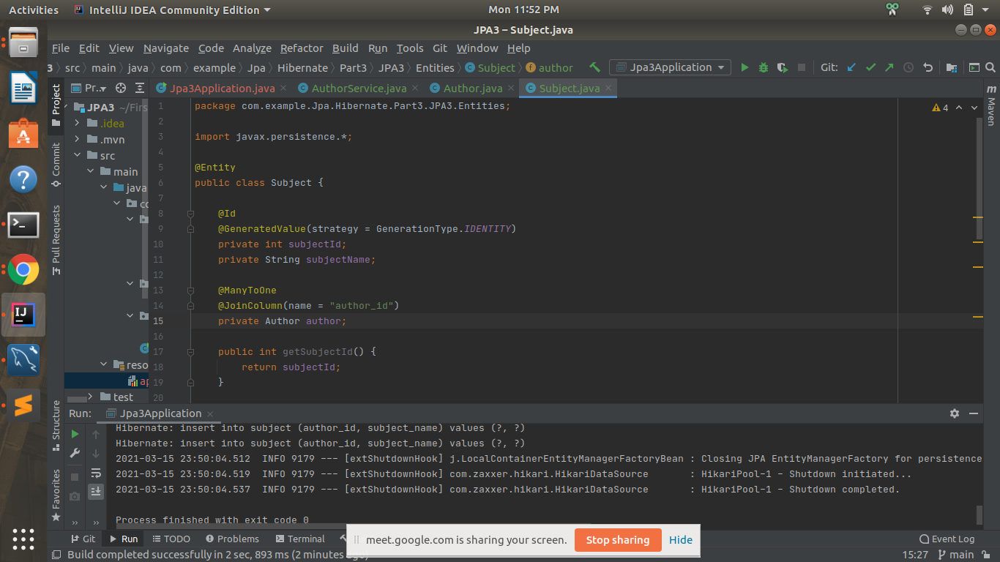 Activities IntelliJ IDEA Community Edition Mon 11:52 PM
JPA3 – Subject.java
File Edit View Navigate Code Analyze Refactor Build Run Tools Git Window Help
3 src main java com example Jpa Hibernate Part3 JPA3 Entities Subject author Jpa3Application Git:
Pr... Jpa3Application.java AuthorService.java Author.java Subject.java
Project
Commit
Pull Requests
Structure
Favorites
Maven
JPA3 ~/Firs
.idea
.mvn
src
main
java
co
reso
ap
test
4
1 package com.example.Jpa.Hibernate.Part3.JPA3.Entities;
2
3 import javax.persistence.*;
4
5 @Entity
6 public class Subject {
7
8 @Id
9 @GeneratedValue(strategy = GenerationType.IDENTITY)
10 private int subjectId;
11 private String subjectName;
12
13 @ManyToOne
14 @JoinColumn(name = "author_id")
15 private Author author;
16
17 public int getSubjectId() {
18 return subjectId;
19 }
20
Run: Jpa3Application
Hibernate: insert into subject (author_id, subject_name) values (?, ?)
Hibernate: insert into subject (author_id, subject_name) values (?, ?)
2021-03-15 23:50:04.512 INFO 9179 --- [extShutdownHook] j.LocalContainerEntityManagerFactoryBean : Closing JPA EntityManagerFactory for persistence
2021-03-15 23:50:04.519 INFO 9179 --- [extShutdownHook] com.zaxxer.hikari.HikariDataSource : HikariPool-1 - Shutdown initiated...
2021-03-15 23:50:04.537 INFO 9179 --- [extShutdownHook] com.zaxxer.hikari.HikariDataSource : HikariPool-1 - Shutdown completed.
Process finished with exit code 0
Git Run TODO Problems Terminal Event Log
meet.google.com is sharing your screen. Stop sharing Hide
Build completed successfully in 2 sec, 893 ms (2 minutes ago) 15:27 main